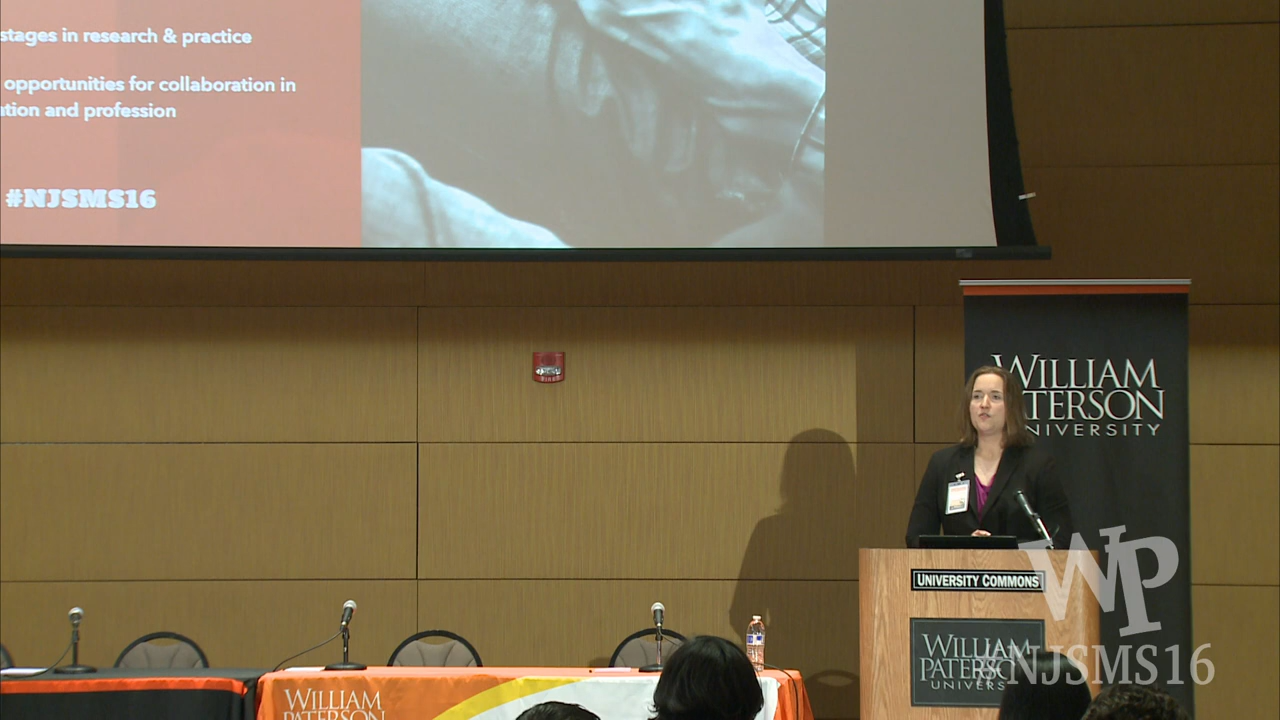 stages in research & practice
opportunities for collaboration in
ation and profession
#NJSMS16
WILLIAM
PATERSON
UNIVERSITY
UNIVERSITY COMMONS
WILLIAM
PATERSON
UNIVERSITY
WP
#NJSMS16
WILLIAM
PATERSON